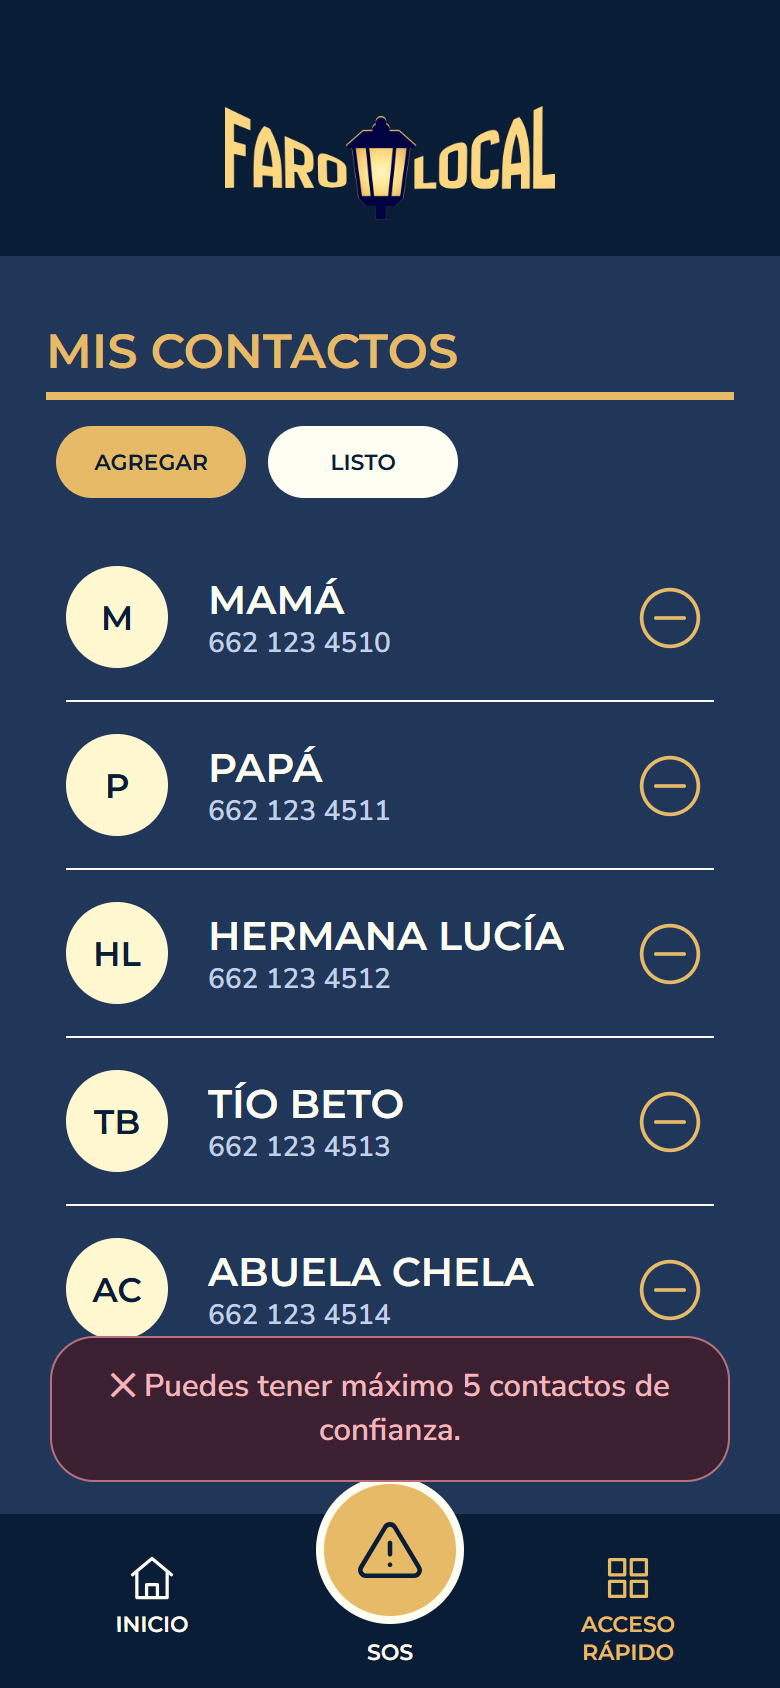 FARO LOCAL
MIS CONTACTOS
AGREGAR LISTO
M MAMÁ
662 123 4510
P PAPÁ
662 123 4511
HL HERMANA LUCÍA
662 123 4512
TB TÍO BETO
662 123 4513
AC ABUELA CHELA
662 123 4514
✕ Puedes tener máximo 5 contactos de
confianza.
INICIO
SOS
ACCESO
RÁPIDO